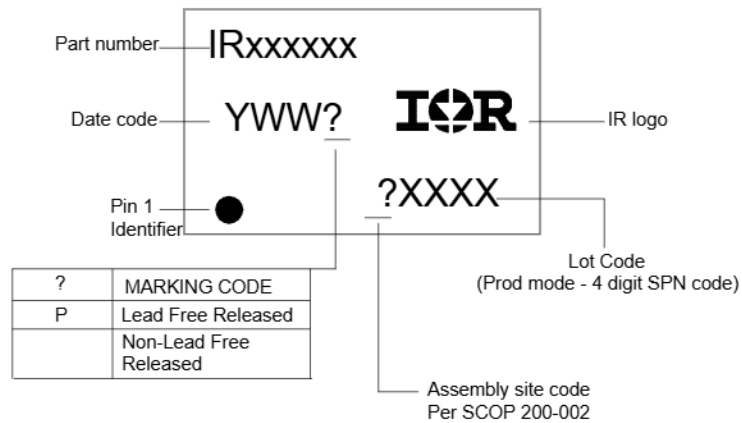 Part number
IRxxxxxx
Date code
YWW?
IOR
IR logo
?XXXX
Pin 1
Identifier
Lot Code
(Prod mode - 4 digit SPN code)
? MARKING CODE
P Lead Free Released
Non-Lead Free
Released
Assembly site code
Per SCOP 200-002